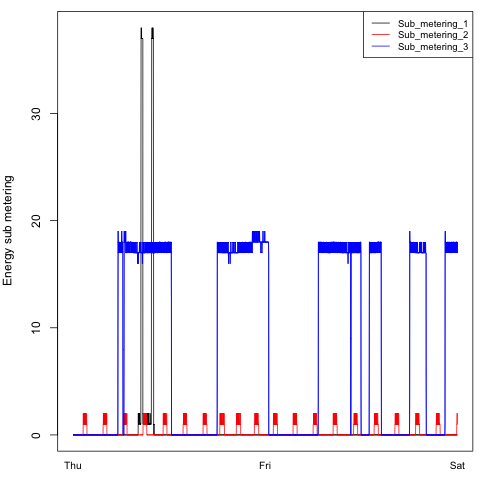 Sub_metering_1
Sub_metering_2
Sub_metering_3
Energy sub metering
30
20
10
0
Thu Fri Sat